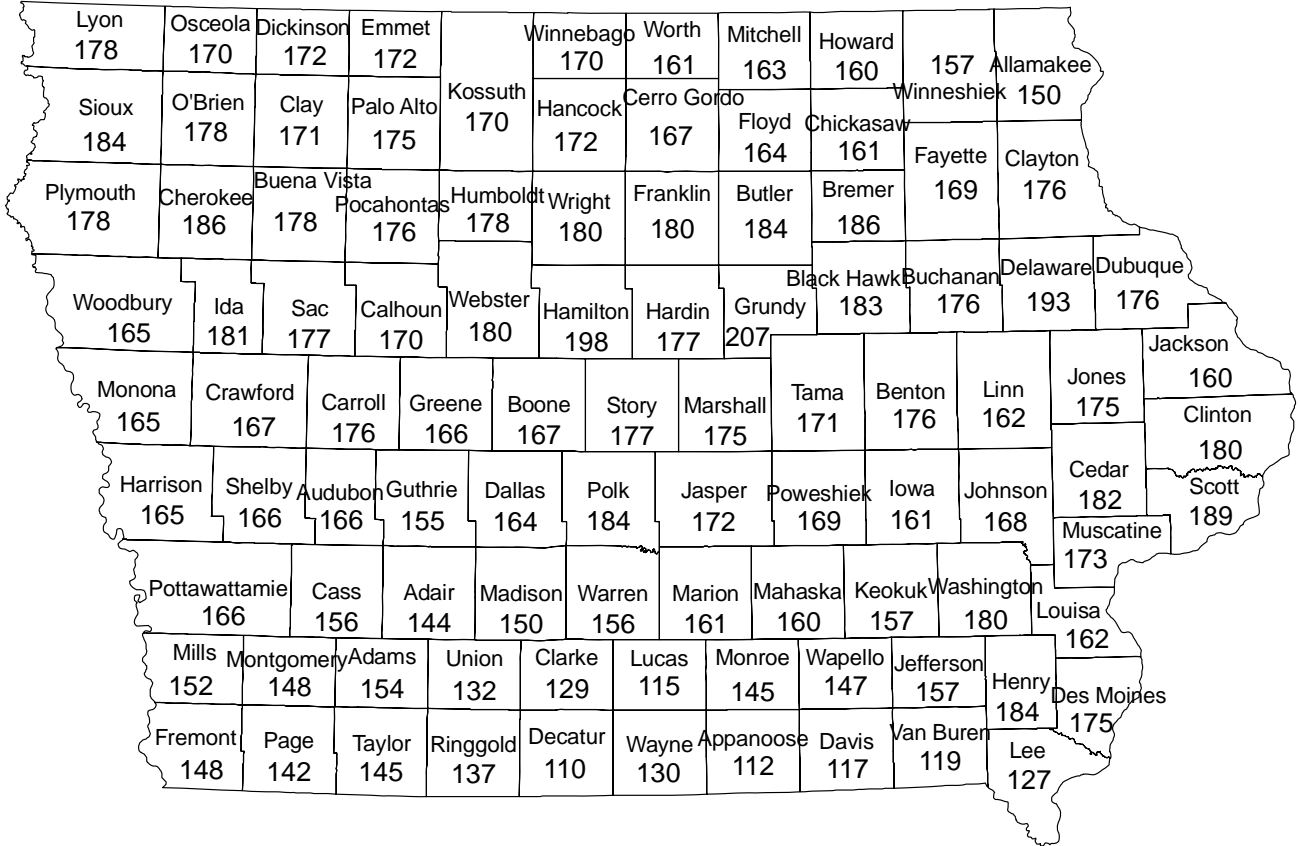 Lyon
178
Osceola
170
Dickinson
172
Emmet
172
Kossuth
170
Winnebago
170
Worth
161
Mitchell
163
Howard
160
157
Winneshiek
Allamakee
150
Sioux
184
O'Brien
178
Clay
171
Palo Alto
175
Hancock
172
Cerro Gordo
167
Floyd
164
Chickasaw
161
Fayette
169
Clayton
176
Plymouth
178
Cherokee
186
Buena Vista
178
Pocahontas
176
Humboldt
178
Wright
180
Franklin
180
Butler
184
Bremer
186
Woodbury
165
Ida
181
Sac
177
Calhoun
170
Webster
180
Hamilton
198
Hardin
177
Grundy
207
Black Hawk
183
Buchanan
176
Delaware
193
Dubuque
176
Monona
165
Crawford
167
Carroll
176
Greene
166
Boone
167
Story
177
Marshall
175
Tama
171
Benton
176
Linn
162
Jones
175
Jackson
160
Clinton
180
Harrison
165
Shelby
166
Audubon
166
Guthrie
155
Dallas
164
Polk
184
Jasper
172
Poweshiek
169
Iowa
161
Johnson
168
Cedar
182
Scott
189
Muscatine
173
Pottawattamie
166
Cass
156
Adair
144
Madison
150
Warren
156
Marion
161
Mahaska
160
Keokuk
157
Washington
180
Louisa
162
Mills
152
Montgomery
148
Adams
154
Union
132
Clarke
129
Lucas
115
Monroe
145
Wapello
147
Jefferson
157
Henry
184
Des Moines
175
Fremont
148
Page
142
Taylor
145
Ringgold
137
Decatur
110
Wayne
130
Appanoose
112
Davis
117
Van Buren
119
Lee
127